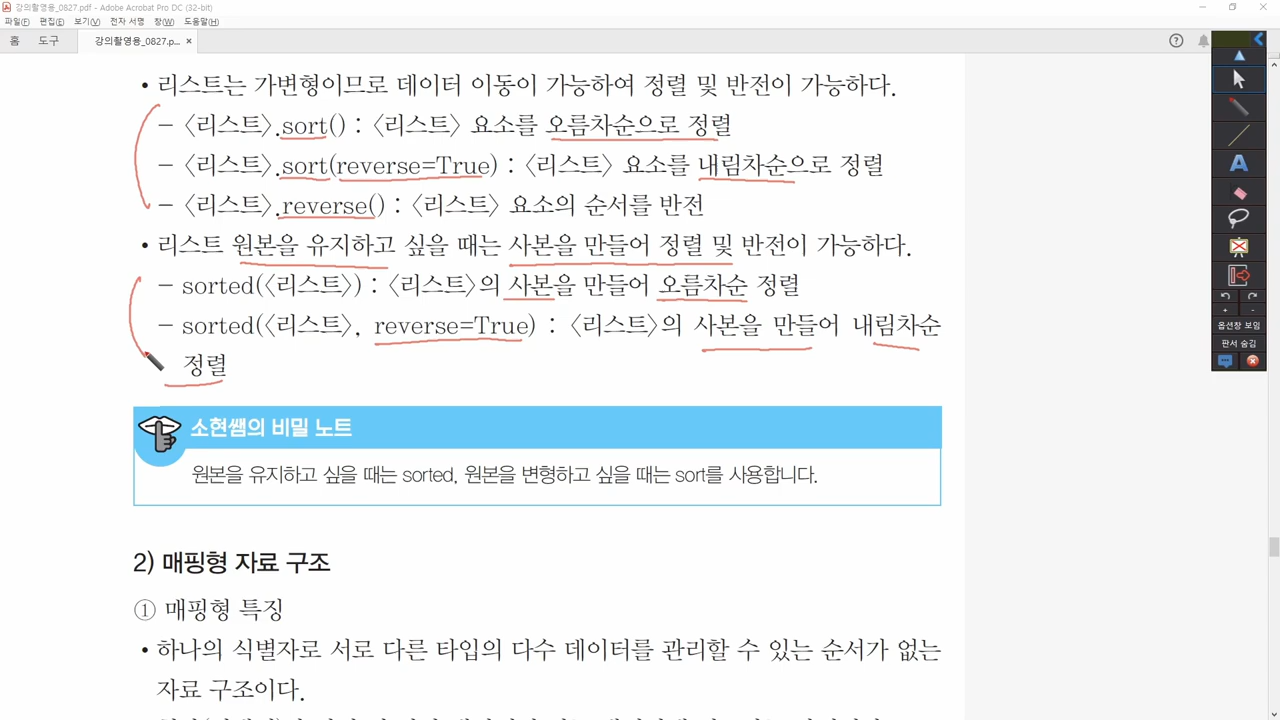 강의촬영용_0827.pdf - Adobe Acrobat Pro DC (32-bit)
파일(F) 편집(E) 보기(V) 전자 서명 창(W) 도움말(H)
홈 도구 강의촬영용_0827.p... ×
• 리스트는 가변형이므로 데이터 이동이 가능하여 정렬 및 반전이 가능하다.
- 〈리스트〉.sort() : 〈리스트〉 요소를 오름차순으로 정렬
- 〈리스트〉.sort(reverse=True) : 〈리스트〉 요소를 내림차순으로 정렬
- 〈리스트〉.reverse() : 〈리스트〉 요소의 순서를 반전
• 리스트 원본을 유지하고 싶을 때는 사본을 만들어 정렬 및 반전이 가능하다.
- sorted(〈리스트〉) : 〈리스트〉의 사본을 만들어 오름차순 정렬
- sorted(〈리스트〉, reverse=True) : 〈리스트〉의 사본을 만들어 내림차순
정렬
소현쌤의 비밀 노트
원본을 유지하고 싶을 때는 sorted, 원본을 변형하고 싶을 때는 sort를 사용합니다.
2) 매핑형 자료 구조
① 매핑형 특징
• 하나의 식별자로 서로 다른 타입의 다수 데이터를 관리할 수 있는 순서가 없는
자료 구조이다.
A
옵션창 보임
판서 숨김